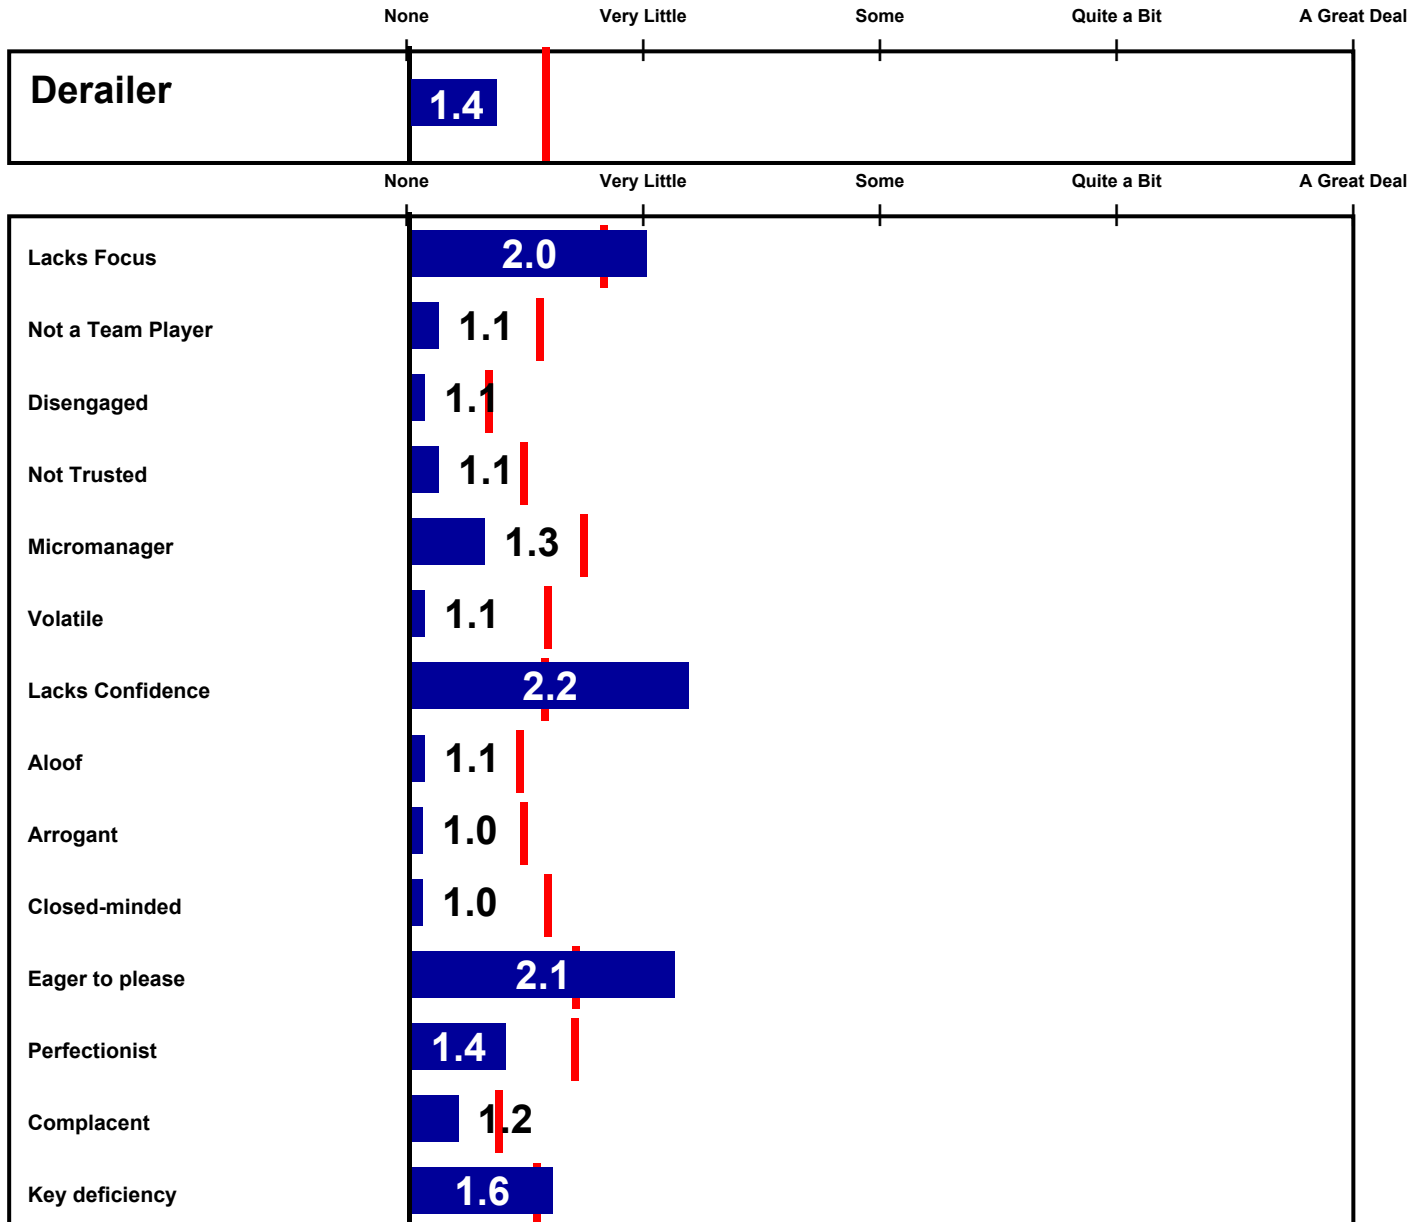 None Very Little Some Quite a Bit A Great Deal
Derailer 1.4
None Very Little Some Quite a Bit A Great Deal
Lacks Focus 2.0
Not a Team Player 1.1
Disengaged 1.1
Not Trusted 1.1
Micromanager 1.3
Volatile 1.1
Lacks Confidence 2.2
Aloof 1.1
Arrogant 1.0
Closed-minded 1.0
Eager to please 2.1
Perfectionist 1.4
Complacent 1.2
Key deficiency 1.6